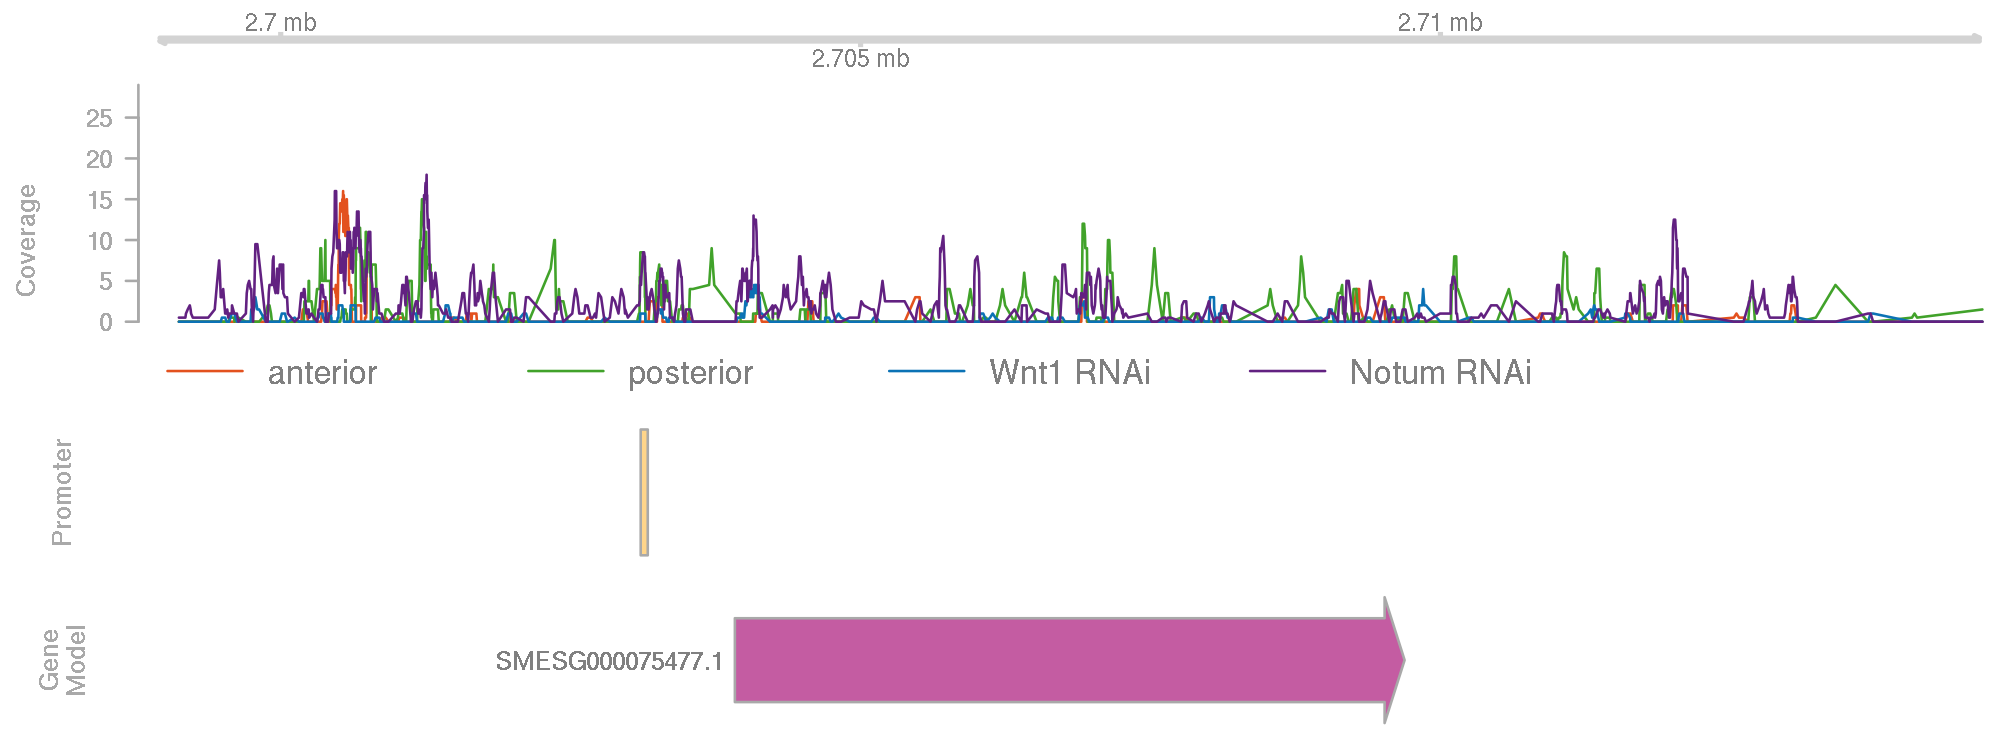 2.7 mb
2.71 mb
2.705 mb
Coverage
25
20
15
10
5
0
anterior posterior Wnt1 RNAi Notum RNAi
Promoter
Gene
Model
SMESG000075477.1